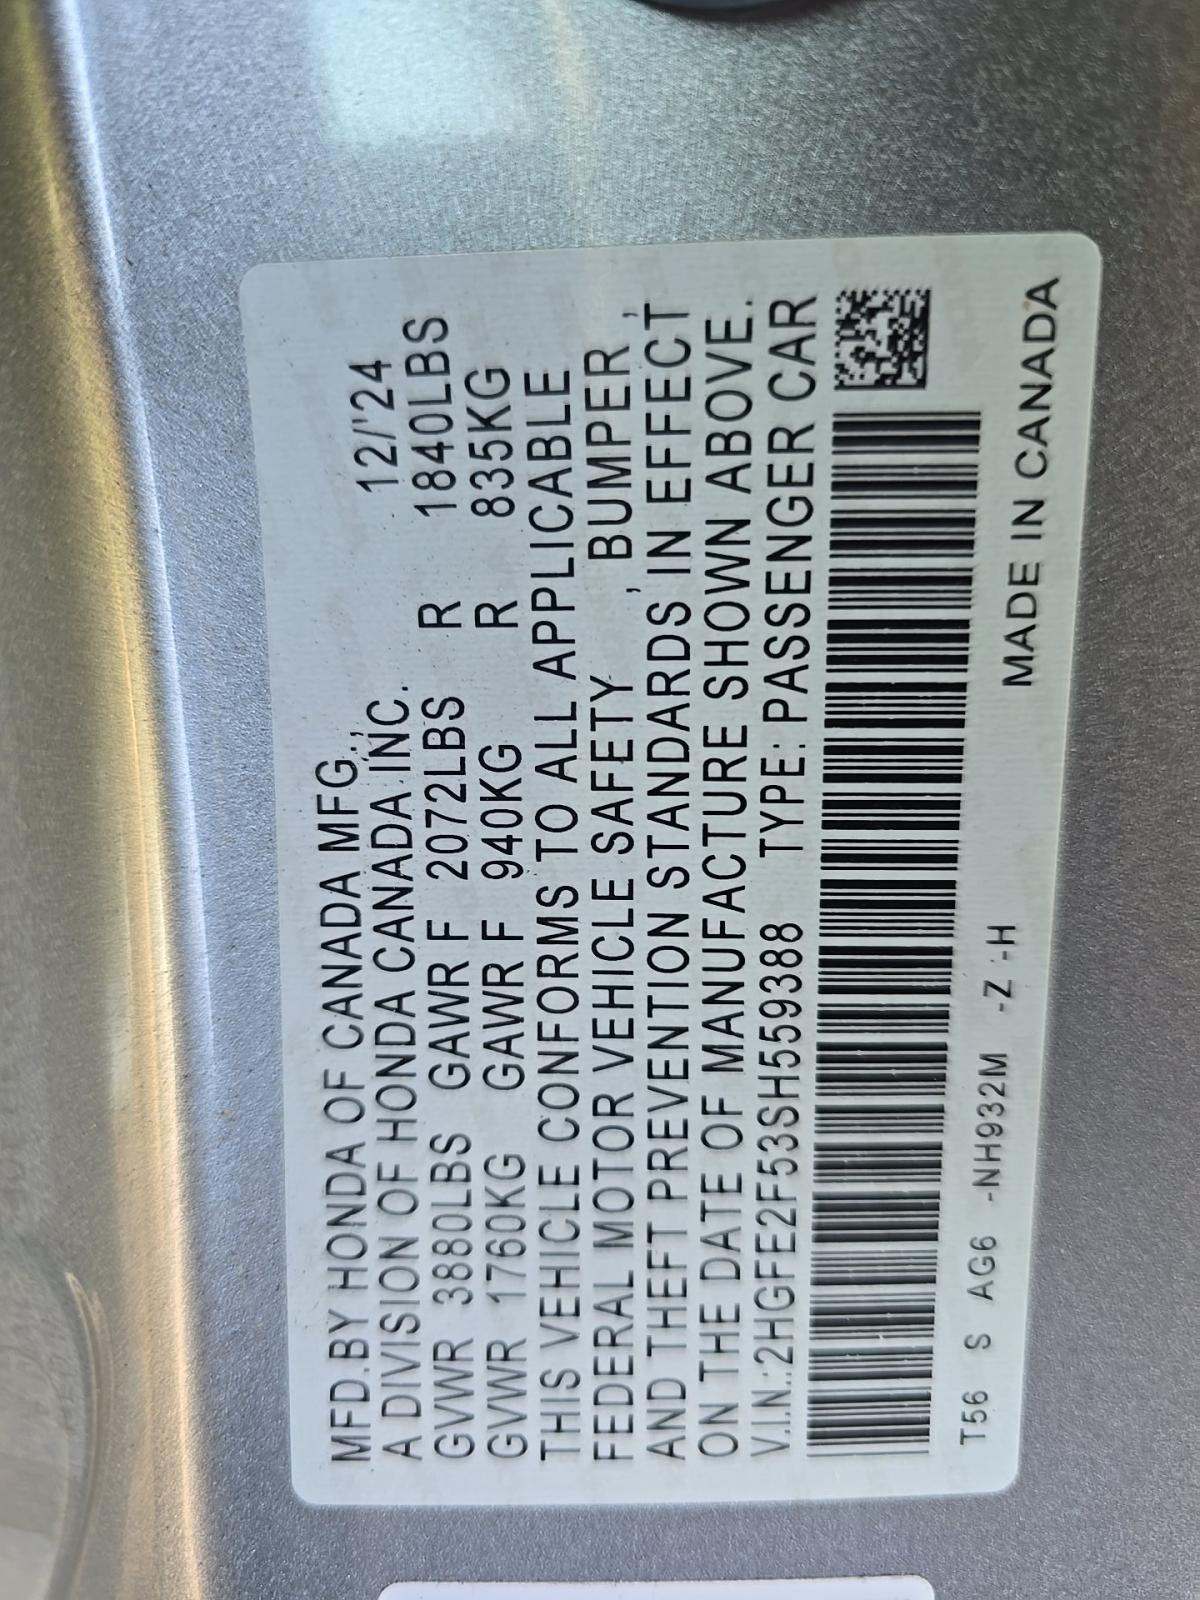 MFD.BY HONDA OF CANADA MFG.,
A DIVISION OF HONDA CANADA INC. 12/'24
GVWR 3880LBS GAWR F 2072LBS R 1840LBS
GVWR 1760KG GAWR F 940KG R 835KG
THIS VEHICLE CONFORMS TO ALL APPLICABLE
FEDERAL MOTOR VEHICLE SAFETY , BUMPER ,
AND THEFT PREVENTION STANDARDS IN EFFECT
ON THE DATE OF MANUFACTURE SHOWN ABOVE.
V.I.N.:2HGFE2F53SH559388 TYPE: PASSENGER CAR
T56 S AG6 -NH932M -Z -H MADE IN CANADA